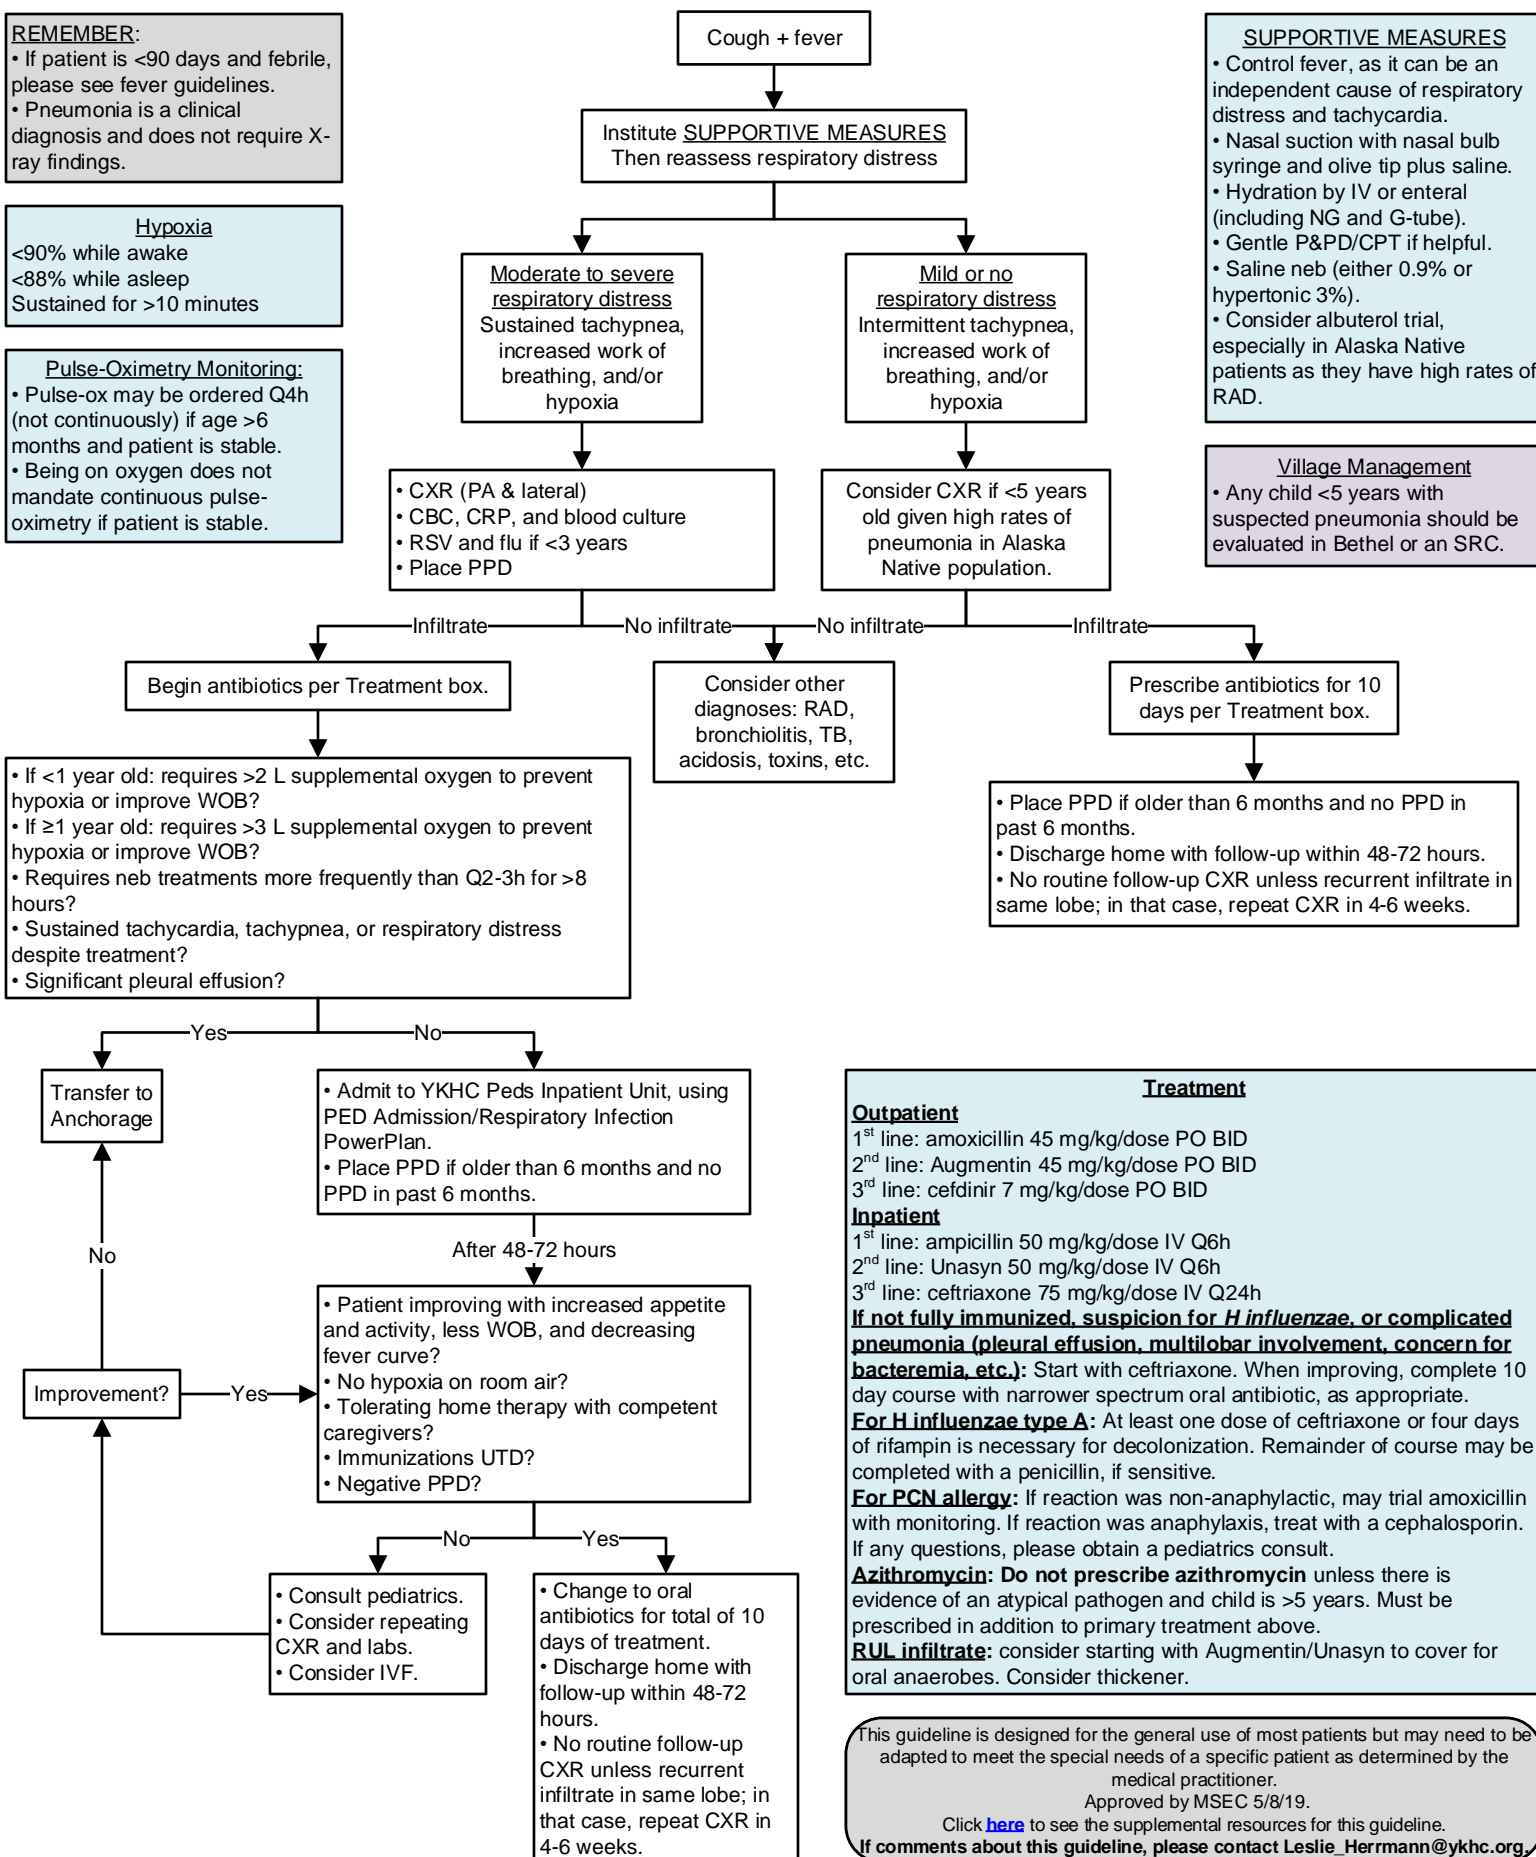 REMEMBER:
• If patient is <90 days and febrile,
please see fever guidelines.
• Pneumonia is a clinical
diagnosis and does not require X-
ray findings.
Hypoxia
<90% while awake
<88% while asleep
Sustained for >10 minutes
Pulse-Oximetry Monitoring:
• Pulse-ox may be ordered Q4h
(not continuously) if age >6
months and patient is stable.
• Being on oxygen does not
mandate continuous pulse-
oximetry if patient is stable.
Cough + fever
Institute SUPPORTIVE MEASURES
Then reassess respiratory distress
SUPPORTIVE MEASURES
• Control fever, as it can be an
independent cause of respiratory
distress and tachycardia.
• Nasal suction with nasal bulb
syringe and olive tip plus saline.
• Hydration by IV or enteral
(including NG and G-tube).
• Gentle P&PD/CPT if helpful.
• Saline neb (either 0.9% or
hypertonic 3%).
• Consider albuterol trial,
especially in Alaska Native
patients as they have high rates of
RAD.
Village Management
• Any child <5 years with
suspected pneumonia should be
evaluated in Bethel or an SRC.
Moderate to severe
respiratory distress
Sustained tachypnea,
increased work of
breathing, and/or
hypoxia
Mild or no
respiratory distress
Intermittent tachypnea,
increased work of
breathing, and/or
hypoxia
• CXR (PA & lateral)
• CBC, CRP, and blood culture
• RSV and flu if <3 years
• Place PPD
Consider CXR if <5 years
old given high rates of
pneumonia in Alaska
Native population.
Infiltrate
No infiltrate
No infiltrate
Infiltrate
Begin antibiotics per Treatment box.
Consider other
diagnoses: RAD,
bronchiolitis, TB,
acidosis, toxins, etc.
Prescribe antibiotics for 10
days per Treatment box.
• If <1 year old: requires >2 L supplemental oxygen to prevent
hypoxia or improve WOB?
• If ≥1 year old: requires >3 L supplemental oxygen to prevent
hypoxia or improve WOB?
• Requires neb treatments more frequently than Q2-3h for >8
hours?
• Sustained tachycardia, tachypnea, or respiratory distress
despite treatment?
• Significant pleural effusion?
• Place PPD if older than 6 months and no PPD in
past 6 months.
• Discharge home with follow-up within 48-72 hours.
• No routine follow-up CXR unless recurrent infiltrate in
same lobe; in that case, repeat CXR in 4-6 weeks.
Yes
No
Transfer to
Anchorage
• Admit to YKHC Peds Inpatient Unit, using
PED Admission/Respiratory Infection
PowerPlan.
• Place PPD if older than 6 months and no
PPD in past 6 months.
No
After 48-72 hours
• Patient improving with increased appetite
and activity, less WOB, and decreasing
fever curve?
• No hypoxia on room air?
• Tolerating home therapy with competent
caregivers?
• Immunizations UTD?
• Negative PPD?
Improvement?
Yes
No
Yes
• Consult pediatrics.
• Consider repeating
CXR and labs.
• Consider IVF.
• Change to oral
antibiotics for total of 10
days of treatment.
• Discharge home with
follow-up within 48-72
hours.
• No routine follow-up
CXR unless recurrent
infiltrate in same lobe; in
that case, repeat CXR in
4-6 weeks.
Treatment
Outpatient
1st line: amoxicillin 45 mg/kg/dose PO BID
2nd line: Augmentin 45 mg/kg/dose PO BID
3rd line: cefdinir 7 mg/kg/dose PO BID
Inpatient
1st line: ampicillin 50 mg/kg/dose IV Q6h
2nd line: Unasyn 50 mg/kg/dose IV Q6h
3rd line: ceftriaxone 75 mg/kg/dose IV Q24h
If not fully immunized, suspicion for H influenzae, or complicated
pneumonia (pleural effusion, multilobar involvement, concern for
bacteremia, etc.): Start with ceftriaxone. When improving, complete 10
day course with narrower spectrum oral antibiotic, as appropriate.
For H influenzae type A: At least one dose of ceftriaxone or four days
of rifampin is necessary for decolonization. Remainder of course may be
completed with a penicillin, if sensitive.
For PCN allergy: If reaction was non-anaphylactic, may trial amoxicillin
with monitoring. If reaction was anaphylaxis, treat with a cephalosporin.
If any questions, please obtain a pediatrics consult.
Azithromycin: Do not prescribe azithromycin unless there is
evidence of an atypical pathogen and child is >5 years. Must be
prescribed in addition to primary treatment above.
RUL infiltrate: consider starting with Augmentin/Unasyn to cover for
oral anaerobes. Consider thickener.
This guideline is designed for the general use of most patients but may need to be
adapted to meet the special needs of a specific patient as determined by the
medical practitioner.
Approved by MSEC 5/8/19.
Click here to see the supplemental resources for this guideline.
If comments about this guideline, please contact Leslie_Herrmann@ykhc.org.